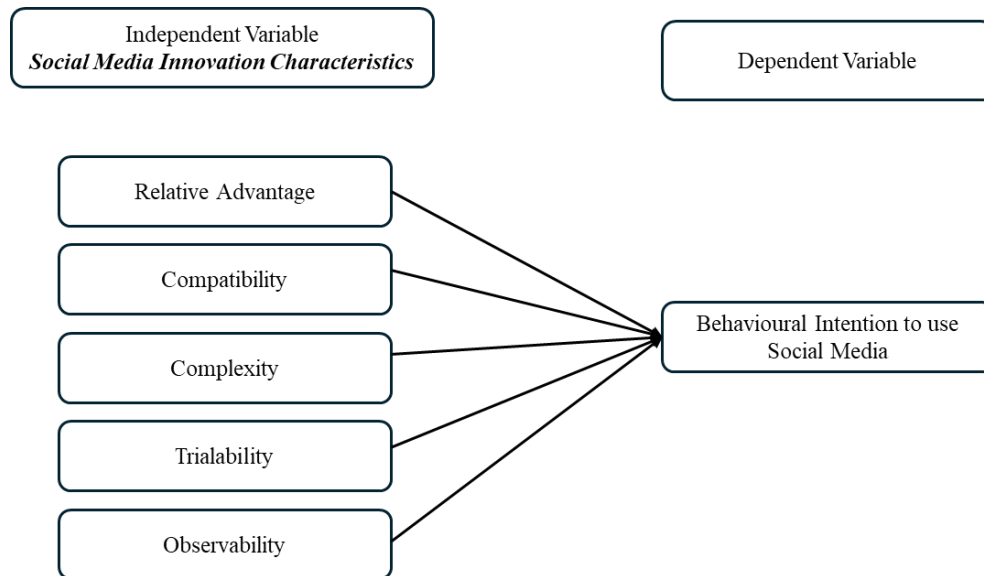 Independent Variable
Social Media Innovation Characteristics
Dependent Variable
Relative Advantage
Compatibility
Complexity
Trialability
Observability
Behavioural Intention to use
Social Media